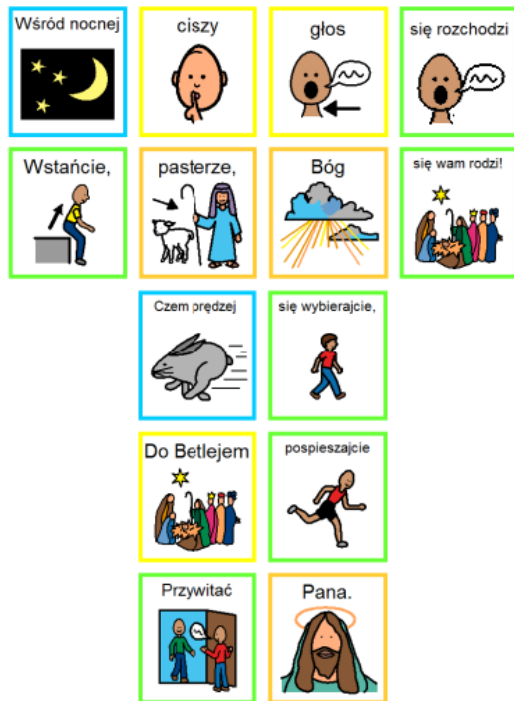 Wśród nocnej ciszy głos się rozchodzi
Wstańcie, pasterze, Bóg się wam rodzi!
Czem prędzej się wybierajcie,
Do Betlejem pospieszajcie
Przywitać Pana.